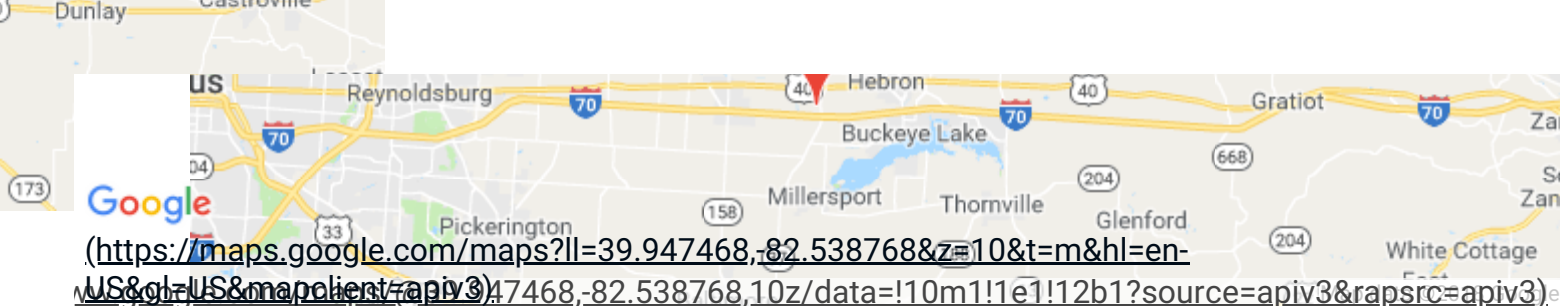 Dunlay
Castroville
us
Reynoldsburg
70
40
Hebron
70
40
Gratiot
70
70
Buckeye Lake
668
173
204
Google
Millersport
Thornville
158
Glenford
33
Pickerington
204
White Cottage
(https://maps.google.com/maps?ll=39.947468,-82.538768&z=10&t=m&hl=en-
US&gl=US&mapclient=apiv3)
47468,-82.538768,10z/data=!10m1!1e1!12b1?source=apiv3&rapsrc=apiv3)